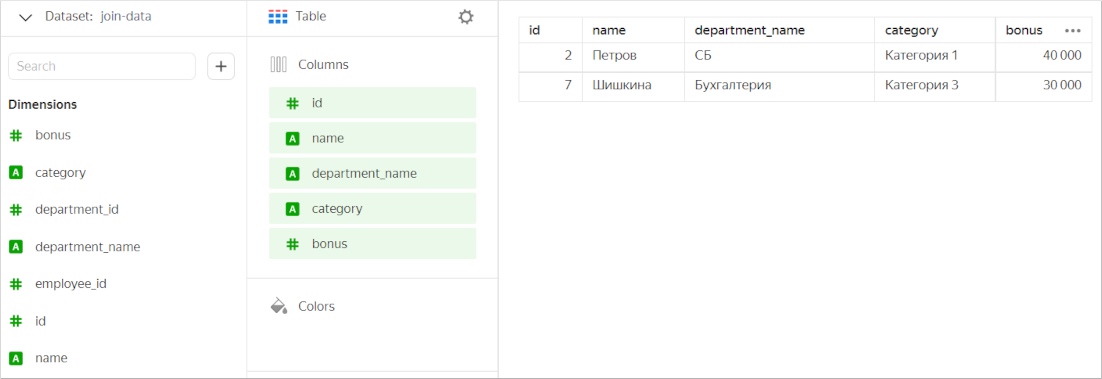 Dataset: join-data
Search
Dimensions
bonus
category
department_id
department_name
employee_id
id
name
Table
Columns
id
name
department_name
category
bonus
Colors
id name department_name category bonus
2 Петров СБ Категория 1 40 000
7 Шишкина Бухгалтерия Категория 3 30 000